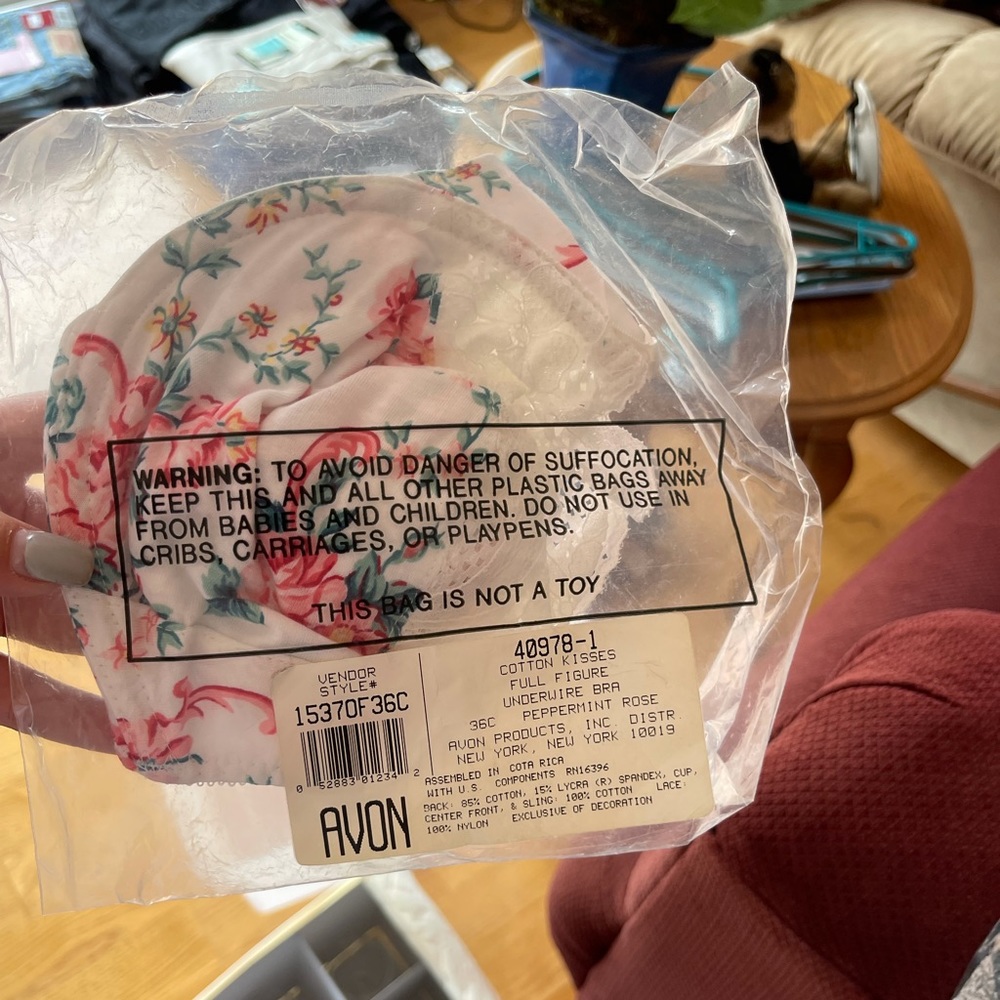 WARNING: TO AVOID DANGER OF SUFFOCATION,
KEEP THIS AND ALL OTHER PLASTIC BAGS AWAY
FROM BABIES AND CHILDREN. DO NOT USE IN
CRIBS, CARRIAGES, OR PLAYPENS.
THIS BAG IS NOT A TOY
VENDOR
STYLE#
15370F36C
0 52883 01234 2
AVON
40978-1
COTTON KISSES
FULL FIGURE
UNDERWIRE BRA
36C PEPPERMINT ROSE
AVON PRODUCTS, INC. DISTR.
NEW YORK, NEW YORK 10019
ASSEMBLED IN COTA RICA
WITH U.S. COMPONENTS RN16396
BACK: 85% COTTON, 15% LYCRA (R) SPANDEX, CUP,
CENTER FRONT, & SLING: 100% COTTON LACE:
100% NYLON EXCLUSIVE OF DECORATION